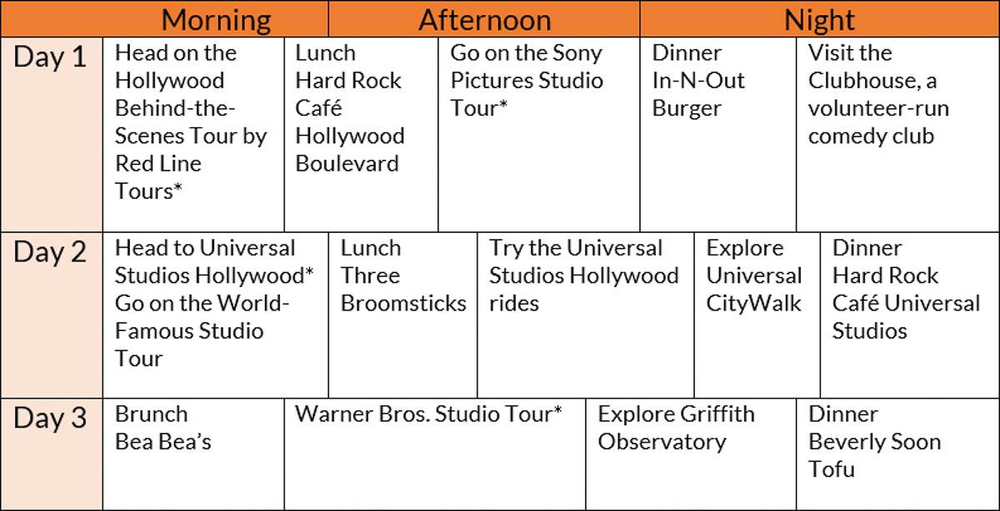 Morning
Afternoon
Night
Day 1
Head on the
Hollywood
Behind-the-
Scenes Tour by
Red Line
Tours*
Lunch
Hard Rock
Café
Hollywood
Boulevard
Go on the Sony
Pictures Studio
Tour*
Dinner
In-N-Out
Burger
Visit the
Clubhouse, a
volunteer-run
comedy club
Day 2
Head to Universal
Studios Hollywood*
Go on the World-
Famous Studio
Tour
Lunch
Three
Broomsticks
Try the Universal
Studios Hollywood
rides
Explore
Universal
CityWalk
Dinner
Hard Rock
Café Universal
Studios
Day 3
Brunch
Bea Bea’s
Warner Bros. Studio Tour*
Explore Griffith
Observatory
Dinner
Beverly Soon
Tofu